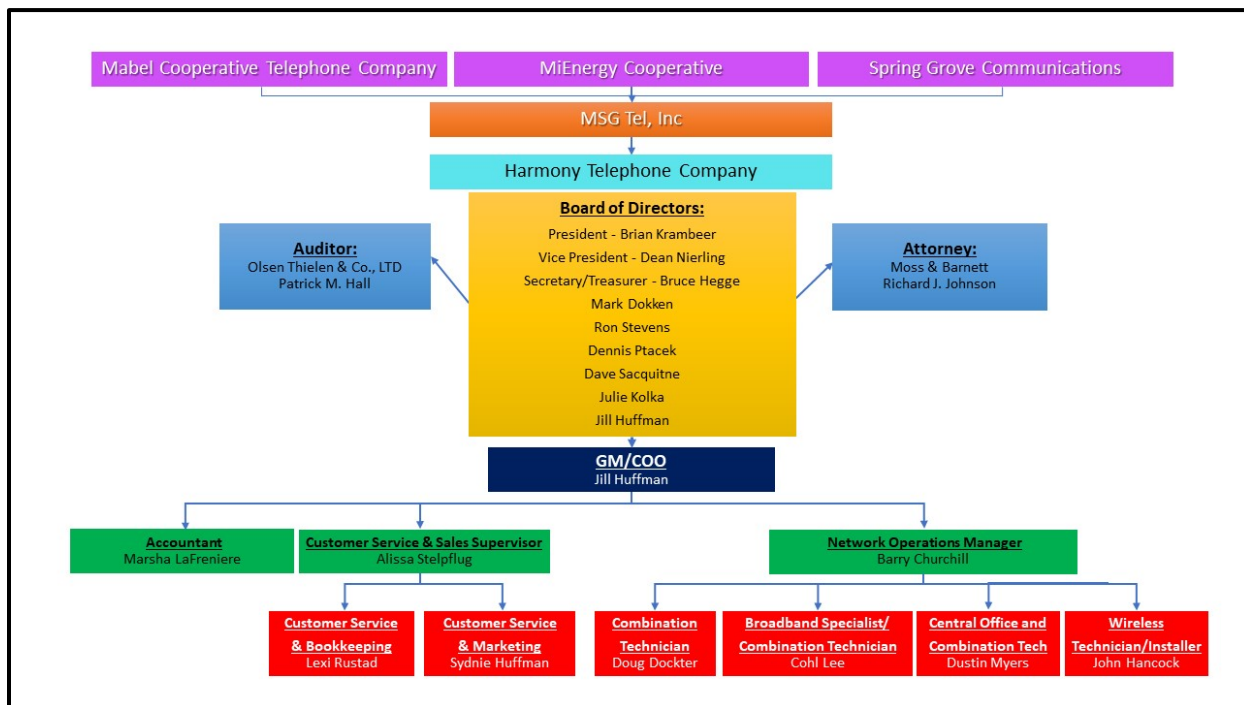 Mabel Cooperative Telephone Company
MiEnergy Cooperative
Spring Grove Communications
MSG Tel, Inc
Harmony Telephone Company
Board of Directors:
President - Brian Krambeer
Vice President - Dean Nierling
Secretary/Treasurer - Bruce Hegge
Mark Dokken
Ron Stevens
Dennis Ptacek
Dave Sacquitne
Julie Kolka
Jill Huffman
Auditor:
Olsen Thielen & Co., LTD
Patrick M. Hall
Attorney:
Moss & Barnett
Richard J. Johnson
GM/COO
Jill Huffman
Accountant
Marsha LaFreniere
Customer Service & Sales Supervisor
Alissa Stelpflug
Network Operations Manager
Barry Churchill
Customer Service
& Bookkeeping
Lexi Rustad
Customer Service
& Marketing
Sydnie Huffman
Combination
Technician
Doug Dockter
Broadband Specialist/
Combination Technician
Cohl Lee
Central Office and
Combination Tech
Dustin Myers
Wireless
Technician/Installer
John Hancock